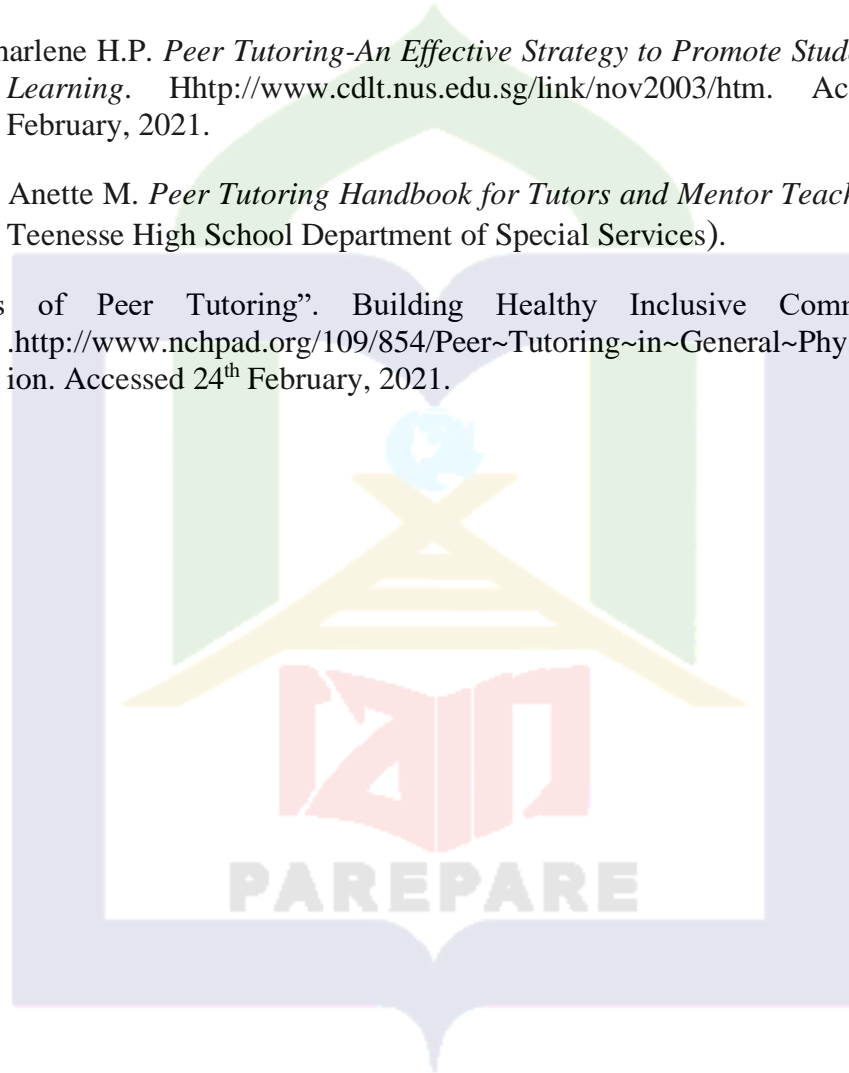 harlene H.P. Peer Tutoring-An Effective Strategy to Promote Stude
Learning. Hhtp://www.cdlt.nus.edu.sg/link/nov2003/htm. Ac
February, 2021.
Anette M. Peer Tutoring Handbook for Tutors and Mentor Teach
Teenesse High School Department of Special Services).
s of Peer Tutoring”. Building Healthy Inclusive Comm
.http://www.nchpad.org/109/854/Peer~Tutoring~in~General~Phy
ion. Accessed 24th February, 2021.
iain
PAREPARE